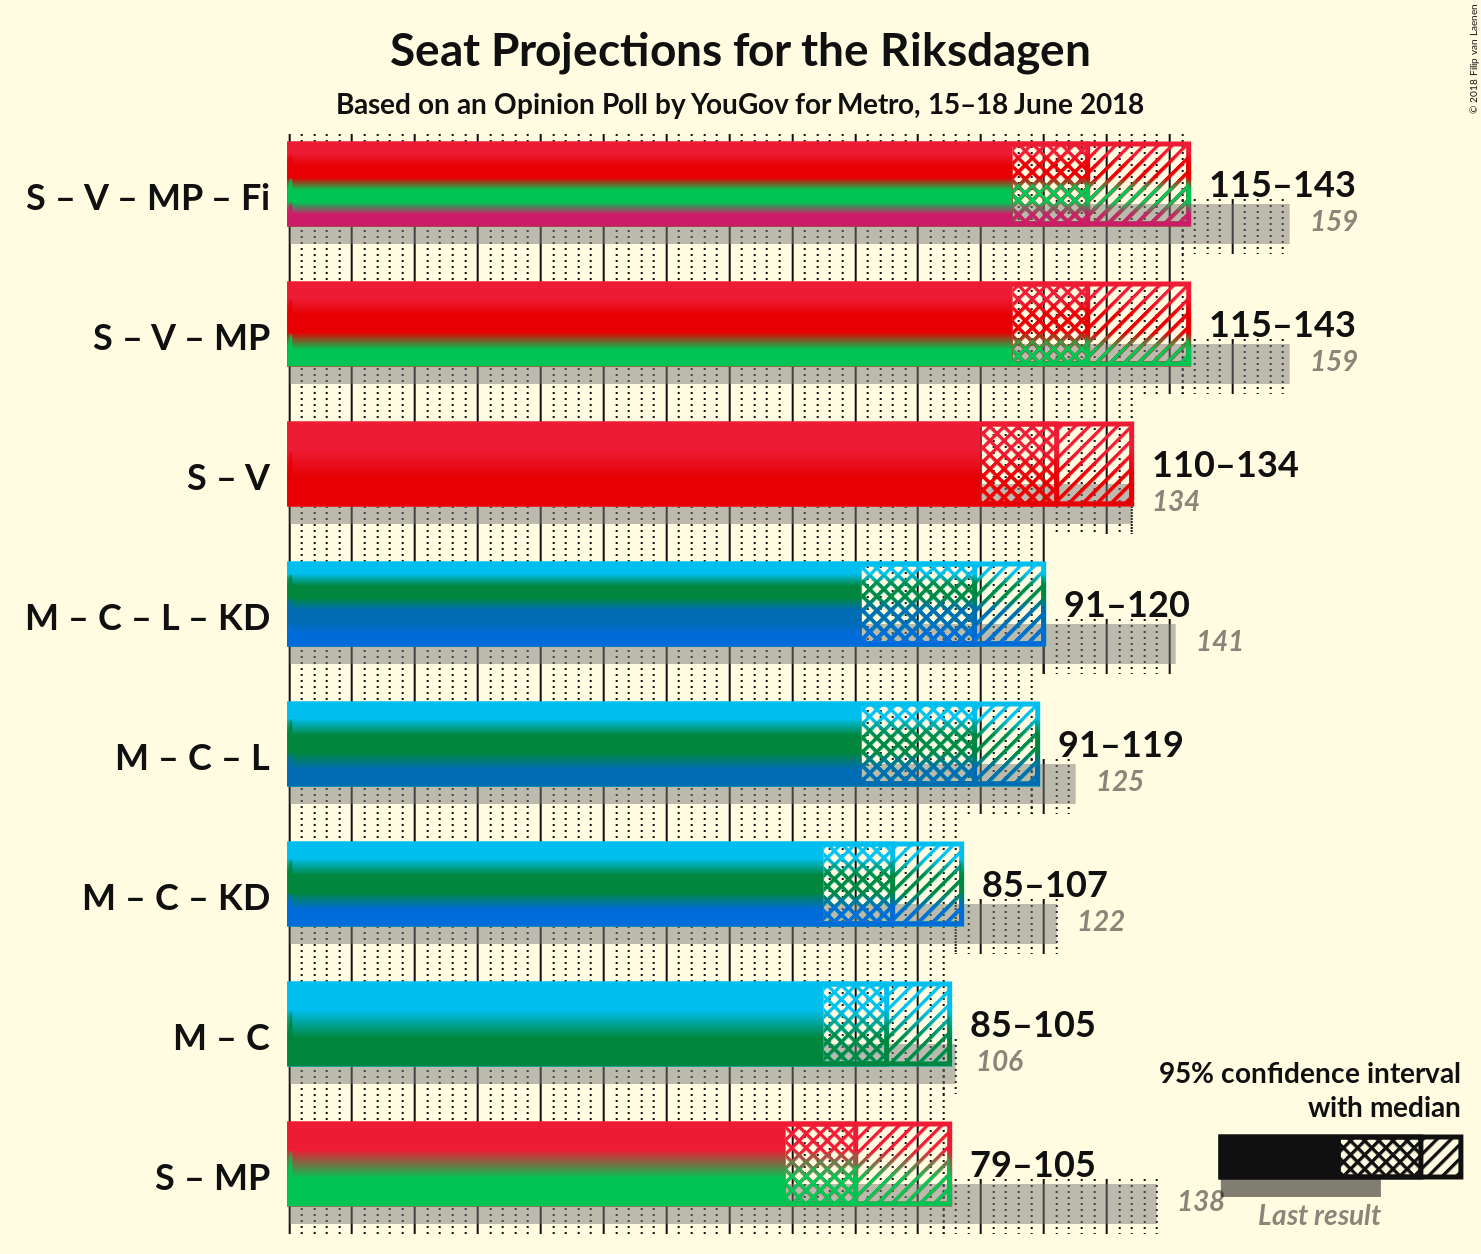 Seat Projections for the Riksdagen
Based on an Opinion Poll by YouGov for Metro, 15–18 June 2018
© 2018 Filip van Laenen
S – V – MP – Fi
115–143
159
S – V – MP
115–143
159
S – V
110–134
134
M – C – L – KD
91–120
141
M – C – L
91–119
125
M – C – KD
85–107
122
M – C
85–105
106
S – MP
79–105
138
95% confidence interval
with median
Last result